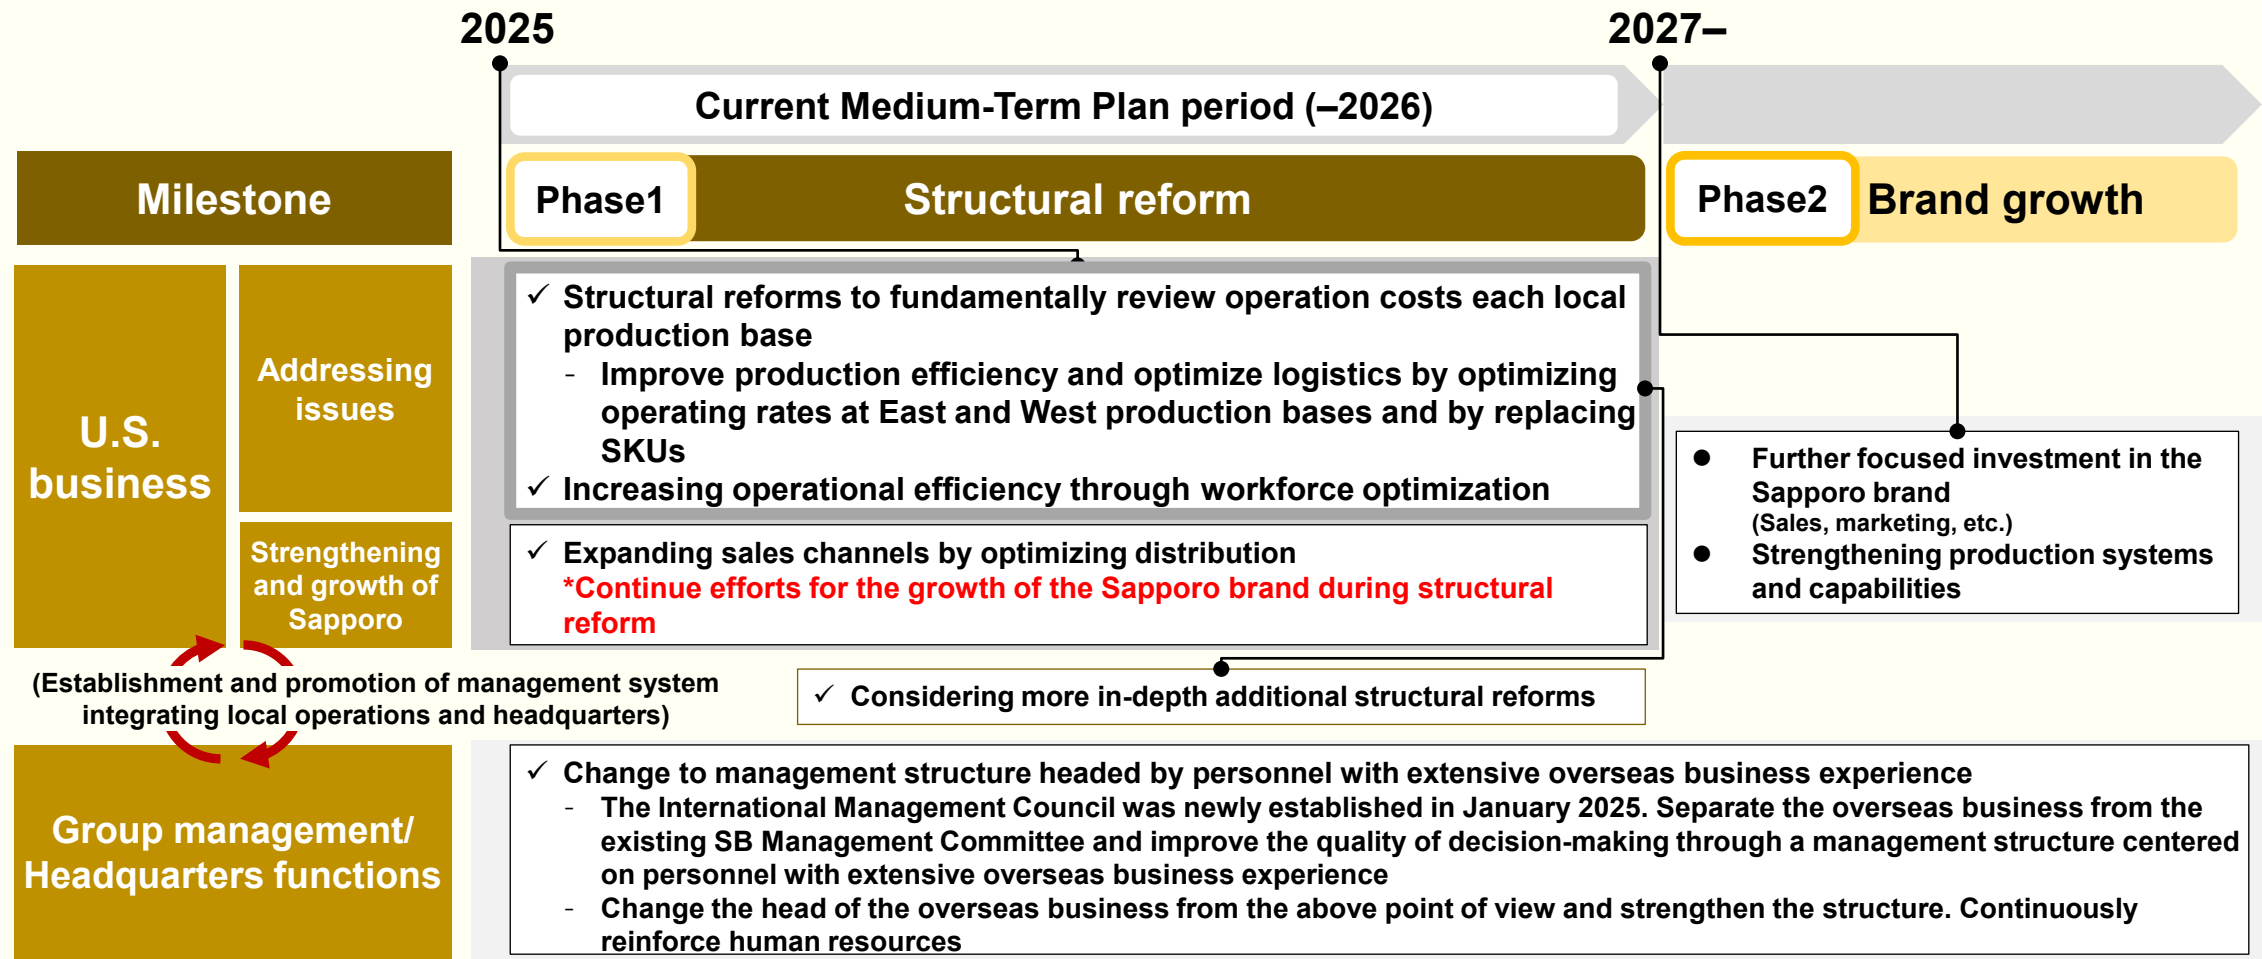 2025
2027–
Current Medium-Term Plan period (–2026)
Milestone
Phase1
Structural reform
Phase2
Brand growth
U.S.
business
Addressing
issues
✓ Structural reforms to fundamentally review operation costs each local
production base
- Improve production efficiency and optimize logistics by optimizing
operating rates at East and West production bases and by replacing
SKUs
✓ Increasing operational efficiency through workforce optimization
Strengthening
and growth of
Sapporo
✓ Expanding sales channels by optimizing distribution
*Continue efforts for the growth of the Sapporo brand during structural
reform
● Further focused investment in the
Sapporo brand
(Sales, marketing, etc.)
● Strengthening production systems
and capabilities
(Establishment and promotion of management system
integrating local operations and headquarters)
✓ Considering more in-depth additional structural reforms
Group management/
Headquarters functions
✓ Change to management structure headed by personnel with extensive overseas business experience
- The International Management Council was newly established in January 2025. Separate the overseas business from the
existing SB Management Committee and improve the quality of decision-making through a management structure centered
on personnel with extensive overseas business experience
- Change the head of the overseas business from the above point of view and strengthen the structure. Continuously
reinforce human resources